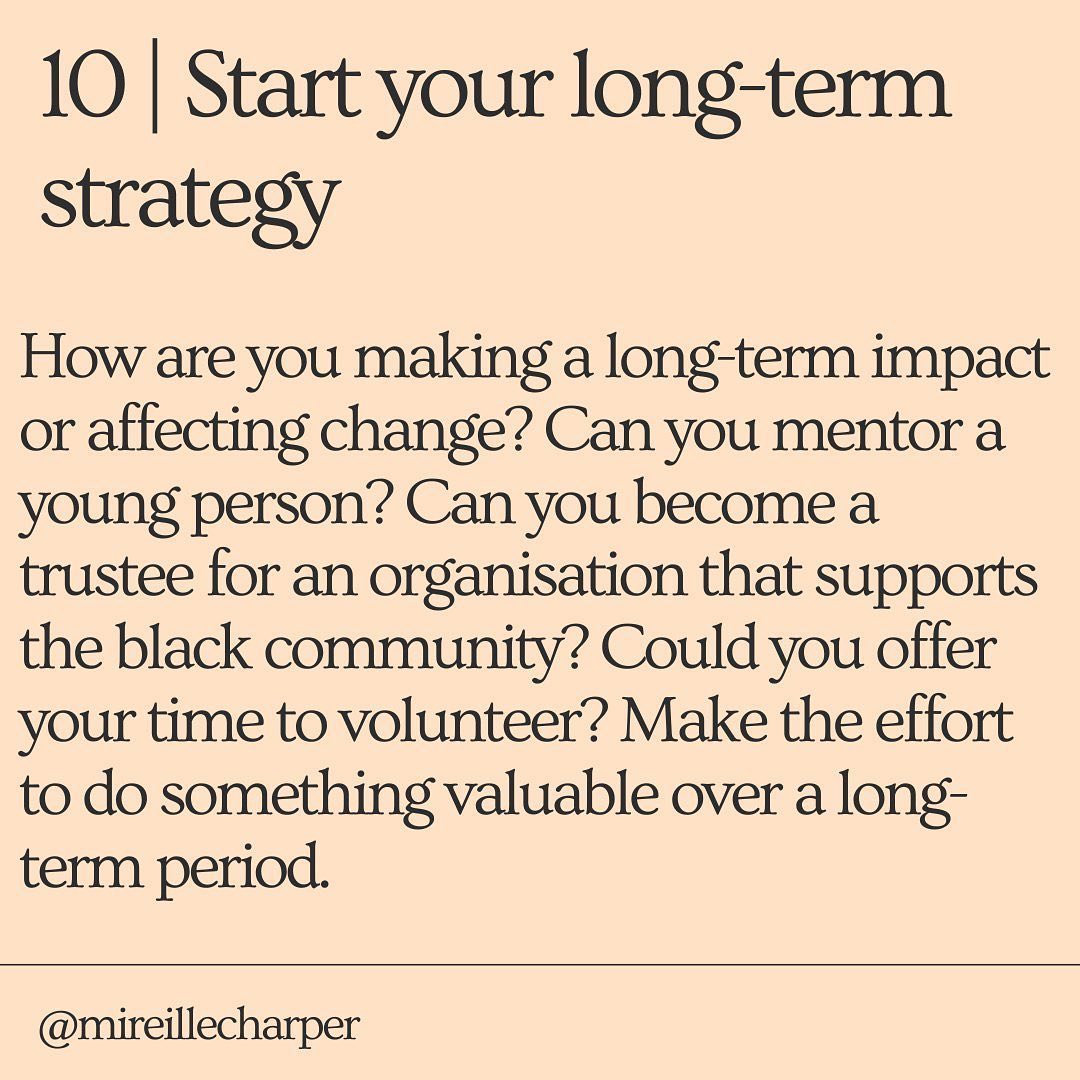 10 | Start your long-term
strategy
How are you making a long-term impact
or affecting change? Can you mentor a
young person? Can you become a
trustee for an organisation that supports
the black community? Could you offer
your time to volunteer? Make the effort
to do something valuable over a long-
term period.
@mireillecharper